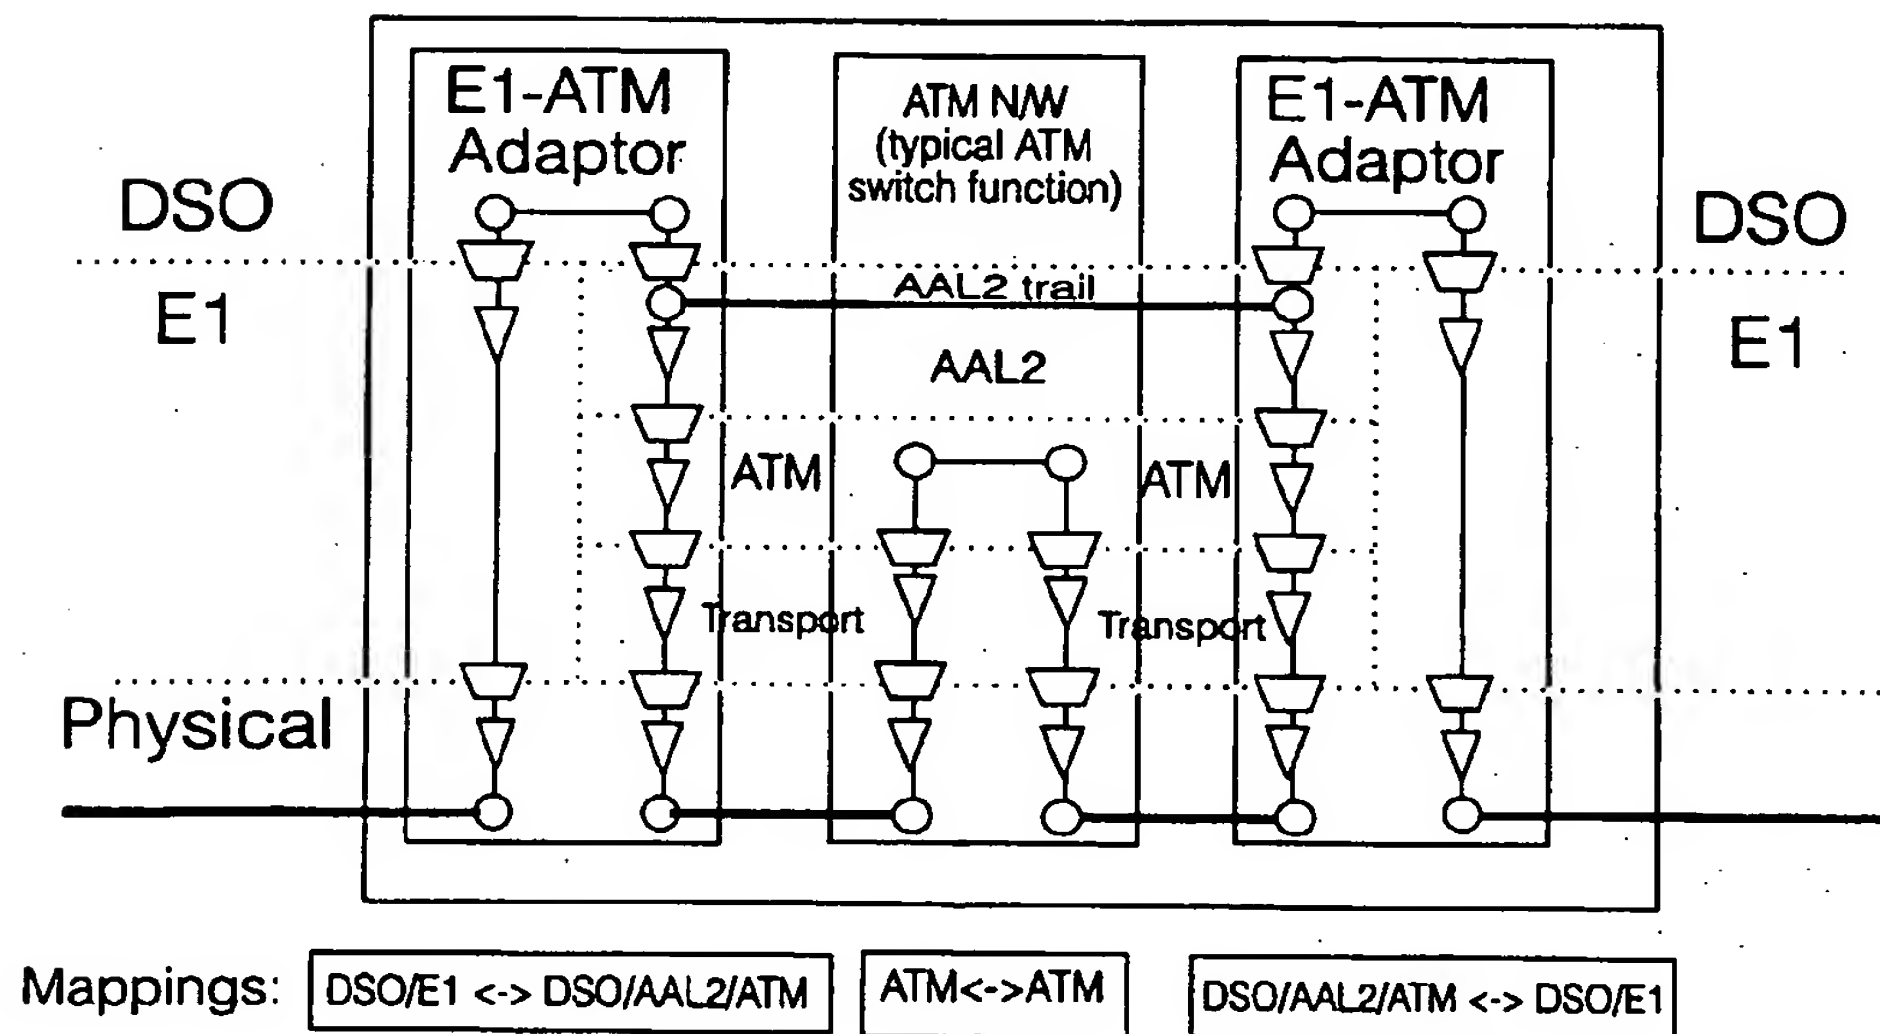 E1-ATM
Adaptor
ATM N/W
(typical ATM
switch function)
E1-ATM
Adaptor
DSO
DSO
E1
AAL2 trail
E1
AAL2
ATM
ATM
Transport
Transport
Physical
Mappings:
DSO/E1 <-> DSO/AAL2/ATM
ATM<->ATM
DSO/AAL2/ATM <-> DSO/E1